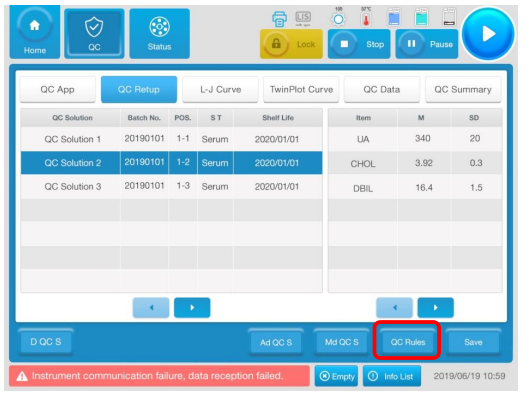 105 37℃
LIS
Home QC Status Lock Stop Pause
QC App QC Retup L-J Curve TwinPlot Curve QC Data QC Summary
QC Solution Batch No. POS. S T Shelf Life Item M SD
QC Solution 1 20190101 1-1 Serum 2020/01/01 UA 340 20
QC Solution 2 20190101 1-2 Serum 2020/01/01 CHOL 3.92 0.3
QC Solution 3 20190101 1-3 Serum 2020/01/01 DBIL 16.4 1.5
D QC S Ad QC S Md QC S QC Rules Save
Instrument communication failure, data reception failed. Empty Info List 2019/06/19 10:59